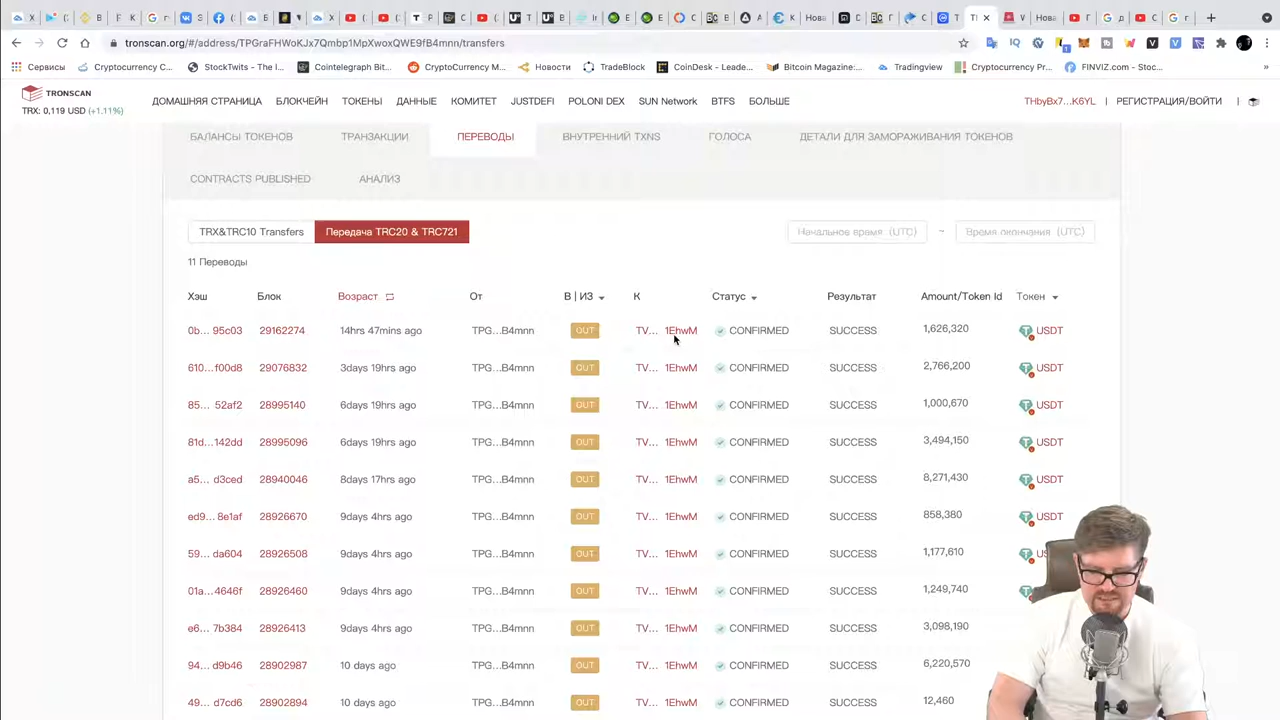 tronscan.org/#/address/TPGraFHWoKJx7Qmbp1MpXwoxQWE9fB4mnn/transfers
Сервисы Cryptocurrency C... StockTwits - The I... Cointelegraph Bit... CryptoCurrency M... Новости TradeBlock CoinDesk - Leade... Bitcoin Magazine:... Tradingview Cryptocurrency Pr... FINVIZ.com - Stoc...
TRONSCAN
TRX: 0,119 USD (+1.11%)
ДОМАШНЯЯ СТРАНИЦА БЛОКЧЕЙН ТОКЕНЫ ДАННЫЕ КОМИТЕТ JUSTDEFI POLONI DEX SUN Network BTFS БОЛЬШЕ THbyBx7...K6YL | РЕГИСТРАЦИЯ/ВОЙТИ
БАЛАНСЫ ТОКЕНОВ ТРАНЗАКЦИИ ПЕРЕВОДЫ ВНУТРЕННИЙ TXNS ГОЛОСА ДЕТАЛИ ДЛЯ ЗАМОРАЖИВАНИЯ ТОКЕНОВ
CONTRACTS PUBLISHED АНАЛИЗ
TRX&TRC10 Transfers Передача TRC20 & TRC721 Начальное время (UTC) ~ Время окончания (UTC)
11 Переводы
Хэш Блок Возраст От В | ИЗ К Статус Результат Amount/Token Id Токен
0b... 95c03 29162274 14hrs 47mins ago TPG...B4mnn OUT TV... 1EhwM CONFIRMED SUCCESS 1,626,320 USDT
610...f00d8 29076832 3days 19hrs ago TPG...B4mnn OUT TV... 1EhwM CONFIRMED SUCCESS 2,766,200 USDT
85... 52af2 28995140 6days 19hrs ago TPG...B4mnn OUT TV... 1EhwM CONFIRMED SUCCESS 1,000,670 USDT
81d...142dd 28995096 6days 19hrs ago TPG...B4mnn OUT TV... 1EhwM CONFIRMED SUCCESS 3,494,150 USDT
a5... d3ced 28940046 8days 17hrs ago TPG...B4mnn OUT TV... 1EhwM CONFIRMED SUCCESS 8,271,430 USDT
ed9... 8e1af 28926670 9days 4hrs ago TPG...B4mnn OUT TV... 1EhwM CONFIRMED SUCCESS 858,380 USDT
59... da604 28926508 9days 4hrs ago TPG...B4mnn OUT TV... 1EhwM CONFIRMED SUCCESS 1,177,610
01a...4646f 28926460 9days 4hrs ago TPG...B4mnn OUT TV... 1EhwM CONFIRMED SUCCESS 1,249,740
e6... 7b384 28926413 9days 4hrs ago TPG...B4mnn OUT TV... 1EhwM CONFIRMED SUCCESS 3,098,190
94... d9b46 28902987 10 days ago TPG...B4mnn OUT TV... 1EhwM CONFIRMED SUCCESS 6,220,570
49... d7cd6 28902894 10 days ago TPG...B4mnn OUT TV... 1EhwM CONFIRMED SUCCESS 12,460